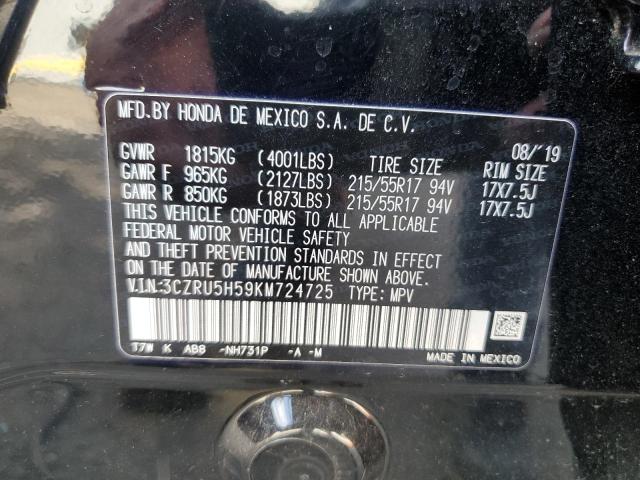 MFD.BY HONDA DE MEXICO S.A. DE C.V.
08/'19
GVWR 1815KG (4001LBS) TIRE SIZE RIM SIZE
GAWR F 965KG (2127LBS) 215/55R17 94V 17X7.5J
GAWR R 850KG (1873LBS) 215/55R17 94V 17X7.5J
THIS VEHICLE CONFORMS TO ALL APPLICABLE
FEDERAL MOTOR VEHICLE SAFETY
AND THEFT PREVENTION STANDARDS IN EFFECT
ON THE DATE OF MANUFACTURE SHOWN ABOVE.
V.I.N:3CZRU5H59KM724725 TYPE: MPV
T7W K ABB -NH731P -A -M
MADE IN MEXICO